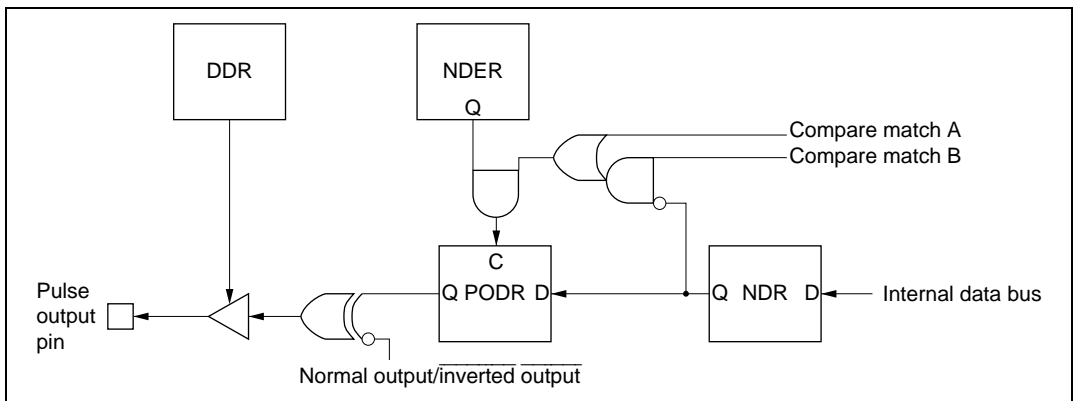 DDR
NDER
Q
Compare match A
Compare match B
C
Q PODR D
Q NDR D
Internal data bus
Pulse
output
pin
Normal output/inverted output